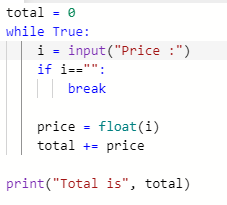 total = 0
while True:
    i = input("Price :")
    if i=="":
        break
    price = float(i)
    total += price
print("Total is", total)